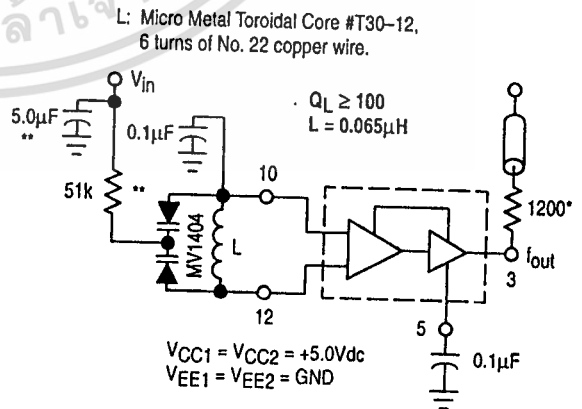 L: Micro Metal Toroidal Core #T30–12,
6 turns of No. 22 copper wire.
Vin
5.0μF
**
0.1μF
QL ≥ 100
L = 0.065μH
51k
**
MV1404
L
10
12
1200*
fout
3
5
0.1μF
VCC1 = VCC2 = +5.0Vdc
VEE1 = VEE2 = GND